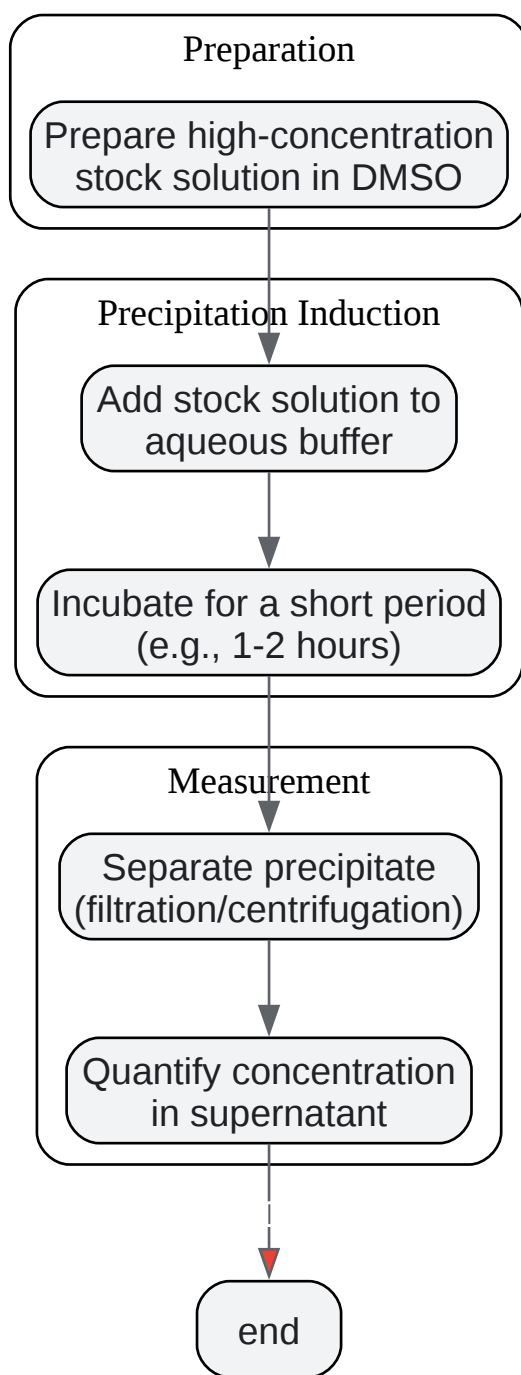 Preparation
Prepare high-concentration
stock solution in DMSO
Precipitation Induction
Add stock solution to
aqueous buffer
Incubate for a short period
(e.g., 1-2 hours)
Measurement
Separate precipitate
(filtration/centrifugation)
Quantify concentration
in supernatant
end